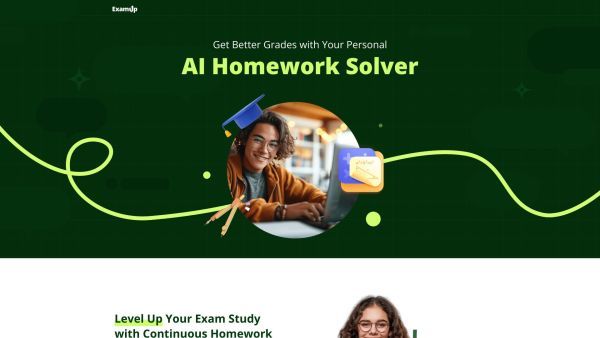 ExamUp
Get Better Grades with Your Personal
AI Homework Solver
Level Up Your Exam Study
with Continuous Homework